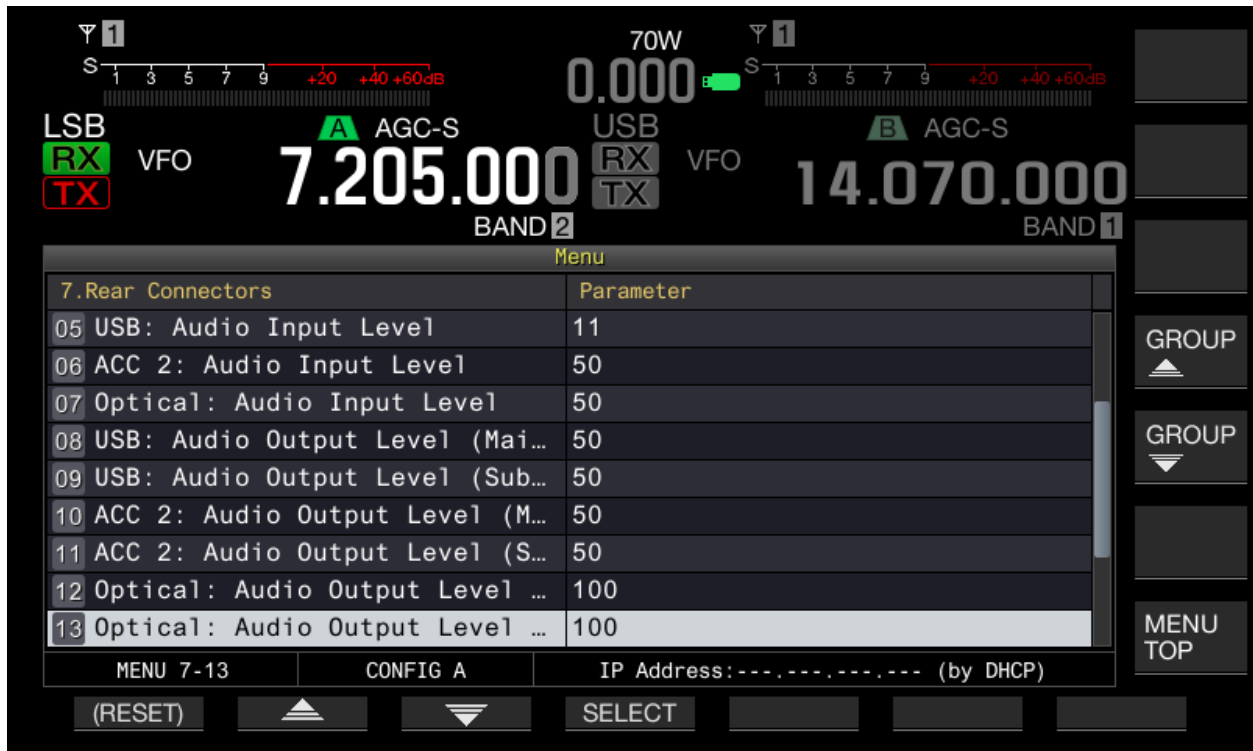 1
S 1 3 5 7 9 +20 +40 +60dB
70W
0.000
1
S 1 3 5 7 9 +20 +40 +60dB
LSB
A AGC-S
RX VFO 7.205.000
TX
BAND 2
USB
B AGC-S
RX VFO 14.070.000
TX
BAND 1
Menu
7.Rear Connectors Parameter
05 USB: Audio Input Level 11
06 ACC 2: Audio Input Level 50
07 Optical: Audio Input Level 50
08 USB: Audio Output Level (Mai… 50
09 USB: Audio Output Level (Sub… 50
10 ACC 2: Audio Output Level (M… 50
11 ACC 2: Audio Output Level (S… 50
12 Optical: Audio Output Level … 100
13 Optical: Audio Output Level … 100
MENU 7-13 CONFIG A IP Address:---.---.---.--- (by DHCP)
GROUP
GROUP
MENU
TOP
(RESET) SELECT